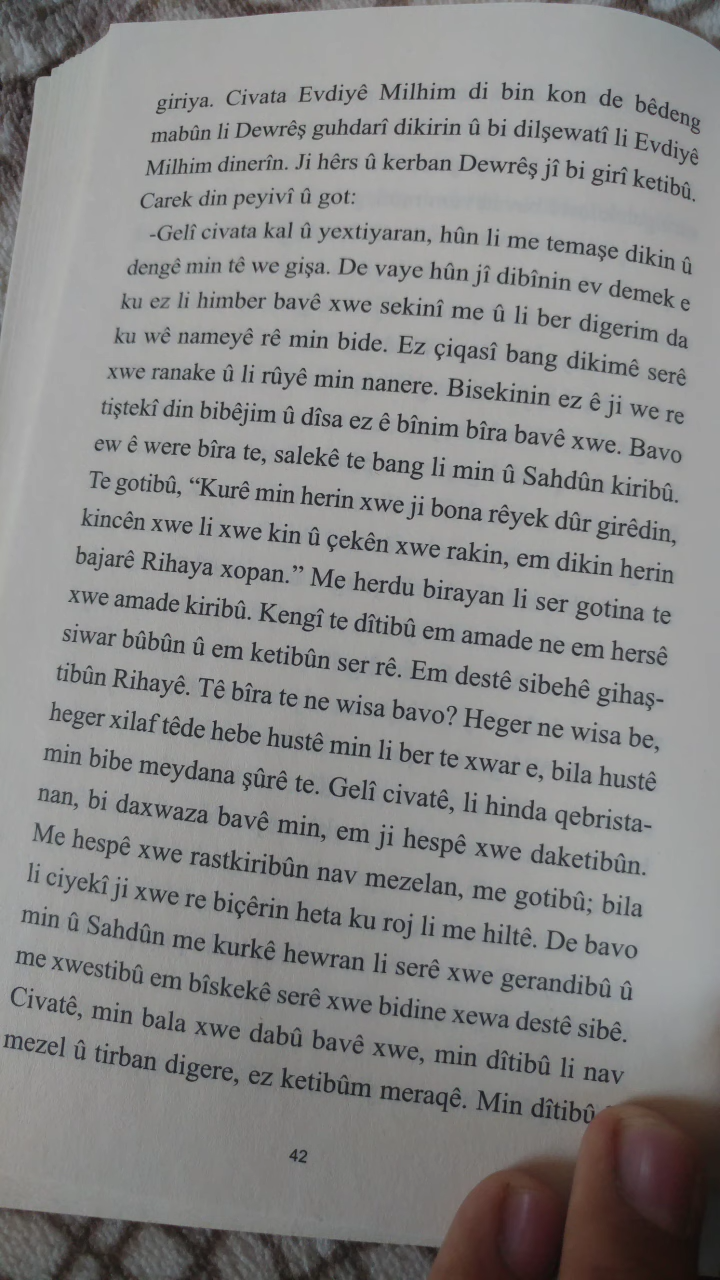 giriya. Civata Evdiyê Milhim di bin kon de bêdeng
mabûn li Dewrêş guhdarî dikirin û bi dilşewatî li Evdiyê
Milhim dinerîn. Ji hêrs û kerban Dewrêş jî bi girî ketibû.
Carek din peyivî û got:
-Gelî civata kal û yextiyaran, hûn li me temaşe dikin û
dengê min tê we gişa. De vaye hûn jî dibînin ev demek e
ku ez li himber bavê xwe sekinî me û li ber digerim da
ku wê nameyê rê min bide. Ez çiqasî bang dikimê serê
xwe ranake û li rûyê min nanere. Bisekinin ez ê ji we re
tiştekî din bibêjim û dîsa ez ê bînim bîra bavê xwe. Bavo
ew ê were bîra te, salekê te bang li min û Sahdûn kiribû.
Te gotibû, “Kurê min herin xwe ji bona rêyek dûr girêdin,
kincên xwe li xwe kin û çekên xwe rakin, em dikin herin
bajarê Rihaya xopan.” Me herdu birayan li ser gotina te
xwe amade kiribû. Kengî te dîtibû em amade ne em hersê
siwar bûbûn û em ketibûn ser rê. Em destê sibehê gihaş-
tibûn Rihayê. Tê bîra te ne wisa bavo? Heger ne wisa be,
heger xilaf têde hebe hustê min li ber te xwar e, bila hustê
min bibe meydana şûrê te. Gelî civatê, li hinda qebrista-
nan, bi daxwaza bavê min, em ji hespê xwe daketibûn.
Me hespê xwe rastkiribûn nav mezelan, me gotibû; bila
li ciyekî ji xwe re biçêrin heta ku roj li me hiltê. De bavo
min û Sahdûn me kurkê hewran li serê xwe gerandibû û
me xwestibû em bîskekê serê xwe bidine xewa destê sibê.
Civatê, min bala xwe dabû bavê xwe, min dîtibû li nav
mezel û tirban digere, ez ketibûm meraqê. Min dîtibû
42